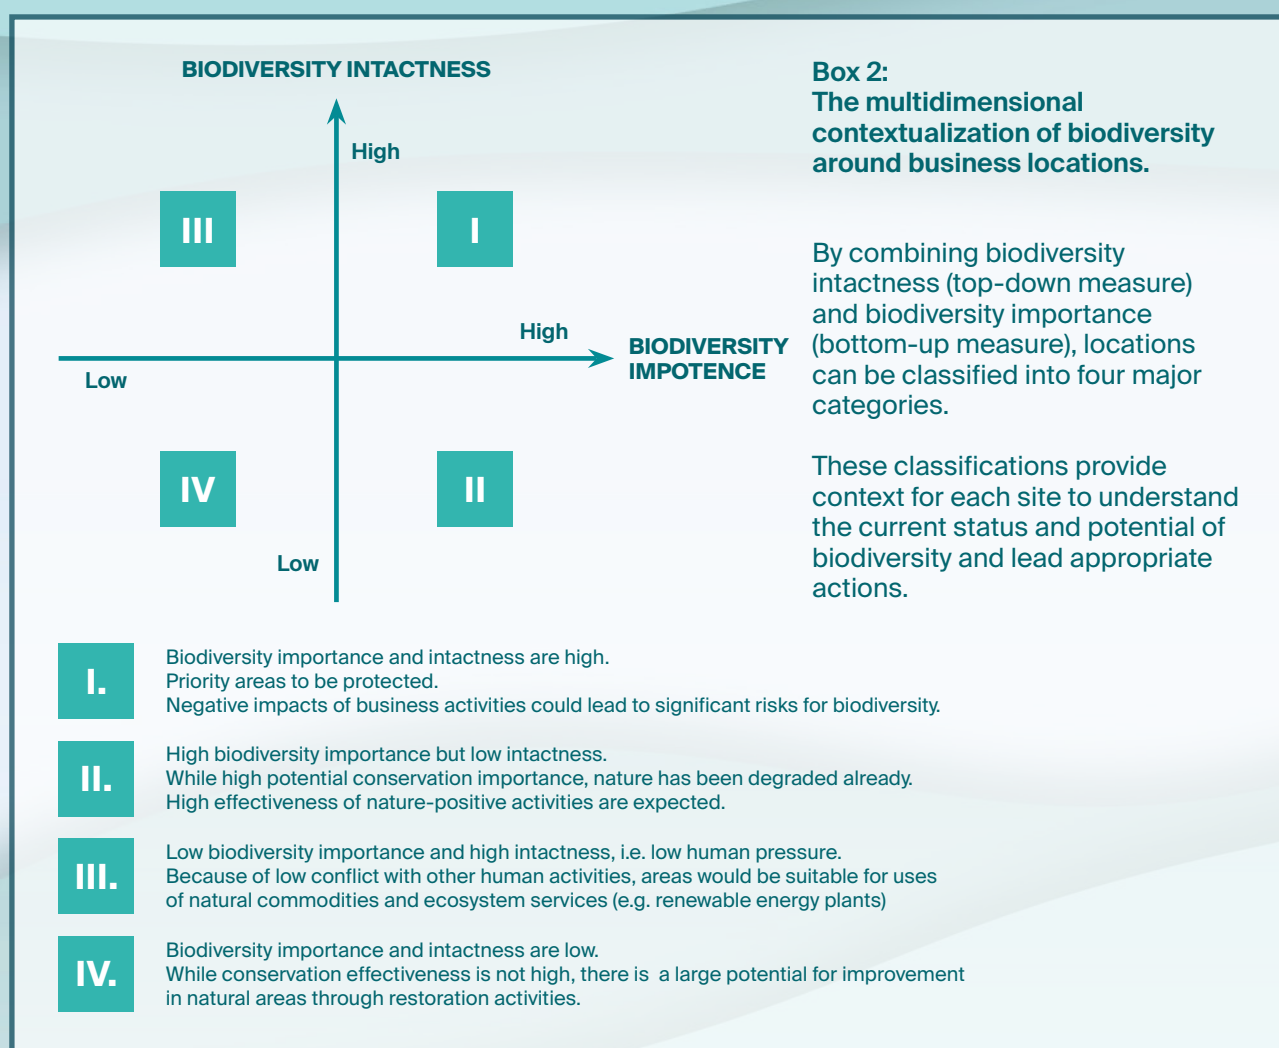 BIODIVERSITY INTACTNESS
High
III
I
High
BIODIVERSITY
IMPOTENCE
Low
IV
II
Low
Box 2:
The multidimensional
contextualization of biodiversity
around business locations.
By combining biodiversity
intactness (top-down measure)
and biodiversity importance
(bottom-up measure), locations
can be classified into four major
categories.
These classifications provide
context for each site to understand
the current status and potential of
biodiversity and lead appropriate
actions.
I.
Biodiversity importance and intactness are high.
Priority areas to be protected.
Negative impacts of business activities could lead to significant risks for biodiversity.
II.
High biodiversity importance but low intactness.
While high potential conservation importance, nature has been degraded already.
High effectiveness of nature-positive activities are expected.
III.
Low biodiversity importance and high intactness, i.e. low human pressure.
Because of low conflict with other human activities, areas would be suitable for uses
of natural commodities and ecosystem services (e.g. renewable energy plants)
IV.
Biodiversity importance and intactness are low.
While conservation effectiveness is not high, there is  a large potential for improvement
in natural areas through restoration activities.